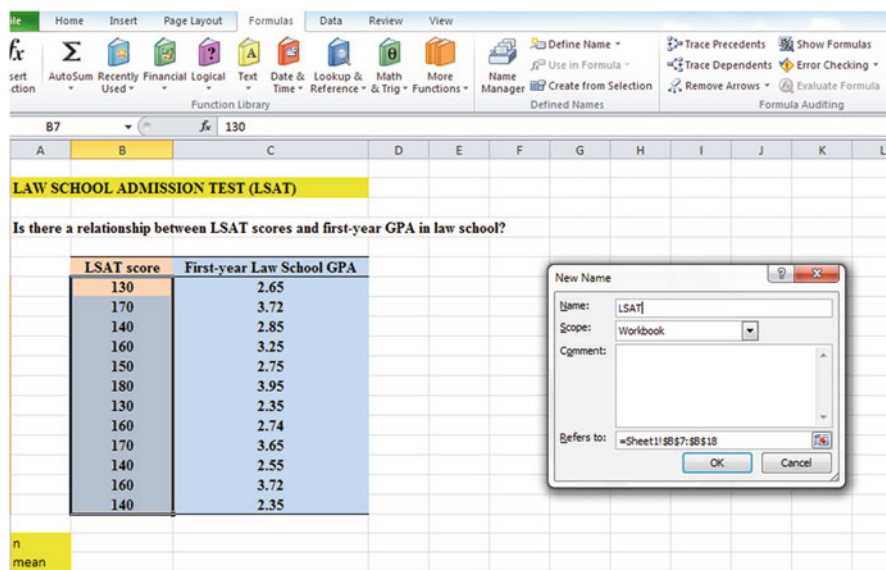 ile Home Insert Page Layout Formulas Data Review View
fx Σ A θ
sert AutoSum Recently Financial Logical Text Date & Lookup & Math More
ction Used Time Reference & Trig Functions
Function Library
Name Manager
Define Name
Use in Formula
Create from Selection
Defined Names
Trace Precedents Show Formulas
Trace Dependents Error Checking
Remove Arrows Evaluate Formula
Formula Auditing
B7 fx 130
A B C D E F G H I J K L
LAW SCHOOL ADMISSION TEST (LSAT)
Is there a relationship between LSAT scores and first-year GPA in law school?
LSAT score First-year Law School GPA
130 2.65
170 3.72
140 2.85
160 3.25
150 2.75
180 3.95
130 2.35
160 2.74
170 3.65
140 2.55
160 3.72
140 2.35
n
mean
New Name
Name: LSAT
Scope: Workbook
Comment:
Refers to: =Sheet1!$B$7:$B$18
OK Cancel